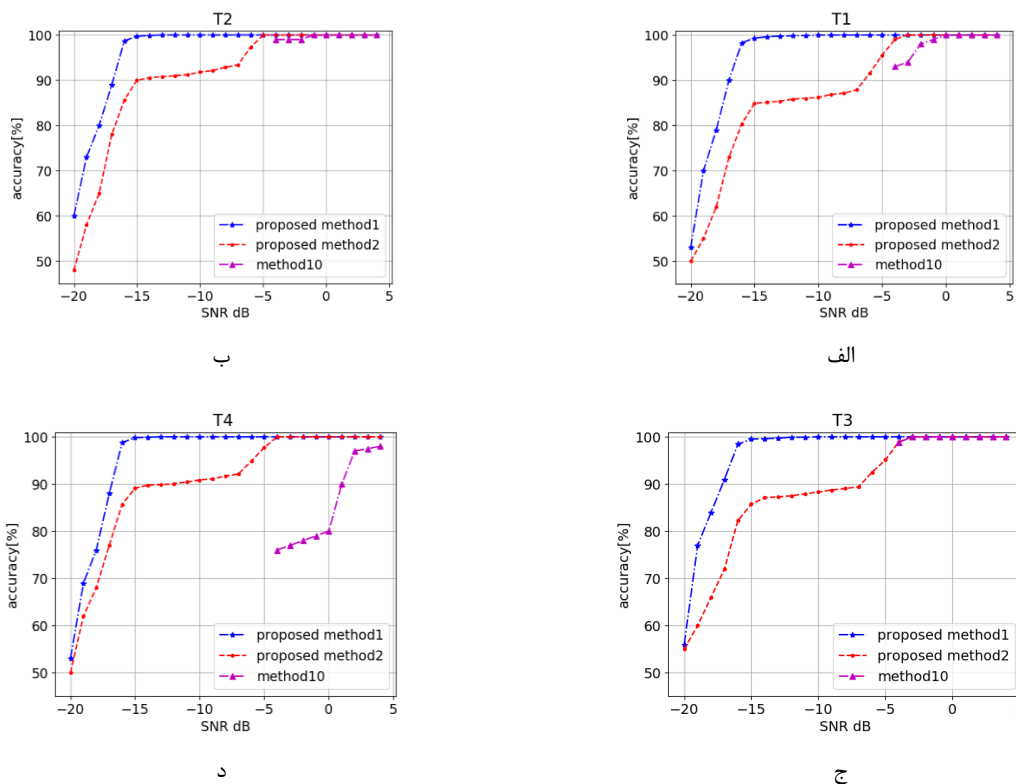 T2
100
90
80
70
60
50
accuracy[%]
proposed method1
proposed method2
method10
−20 −15 −10 −5 0 5
SNR dB
ب
T1
100
90
80
70
60
50
accuracy[%]
proposed method1
proposed method2
method10
−20 −15 −10 −5 0 5
SNR dB
الف
T4
100
90
80
70
60
50
accuracy[%]
proposed method1
proposed method2
method10
−20 −15 −10 −5 0 5
SNR dB
د
T3
100
90
80
70
60
50
accuracy[%]
proposed method1
proposed method2
method10
−20 −15 −10 −5 0
SNR dB
ج